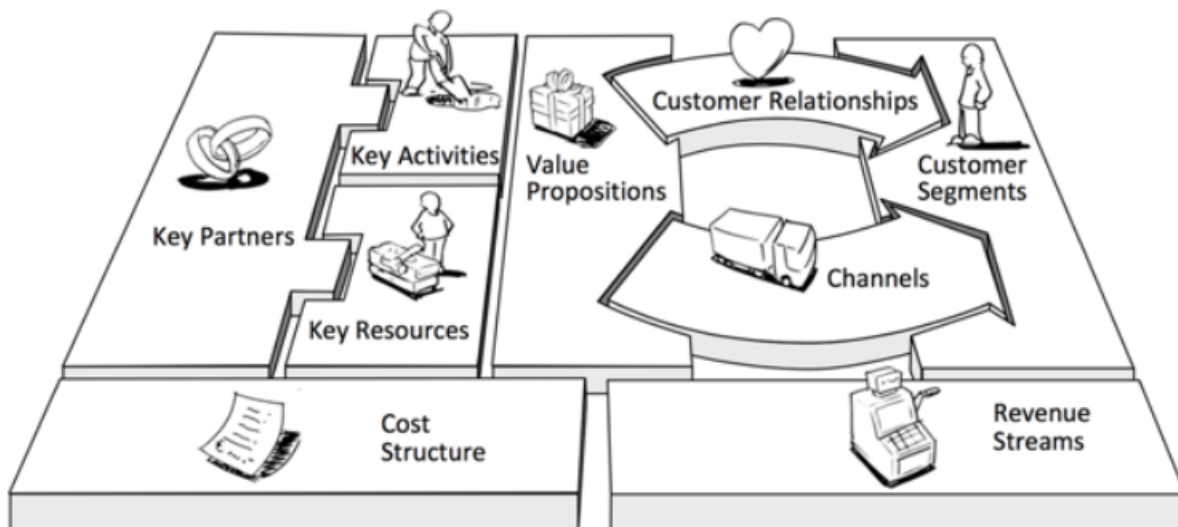 Key Partners
Key Activities
Key Resources
Value
Propositions
Customer Relationships
Channels
Customer
Segments
Cost
Structure
Revenue
Streams